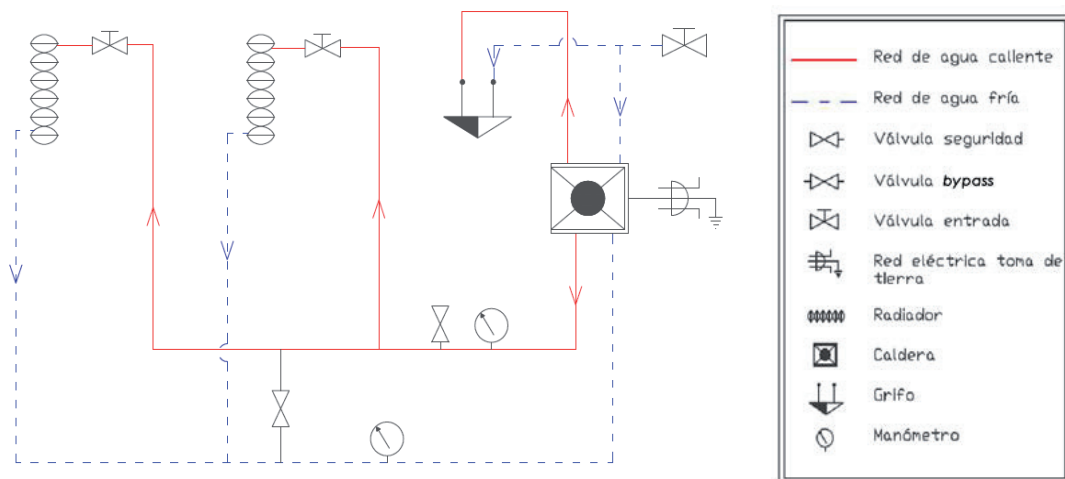 Red de agua caliente
Red de agua fría
Válvula seguridad
Válvula bypass
Válvula entrada
Red eléctrica toma de
tierra
Radiador
Caldera
Grifo
Manómetro